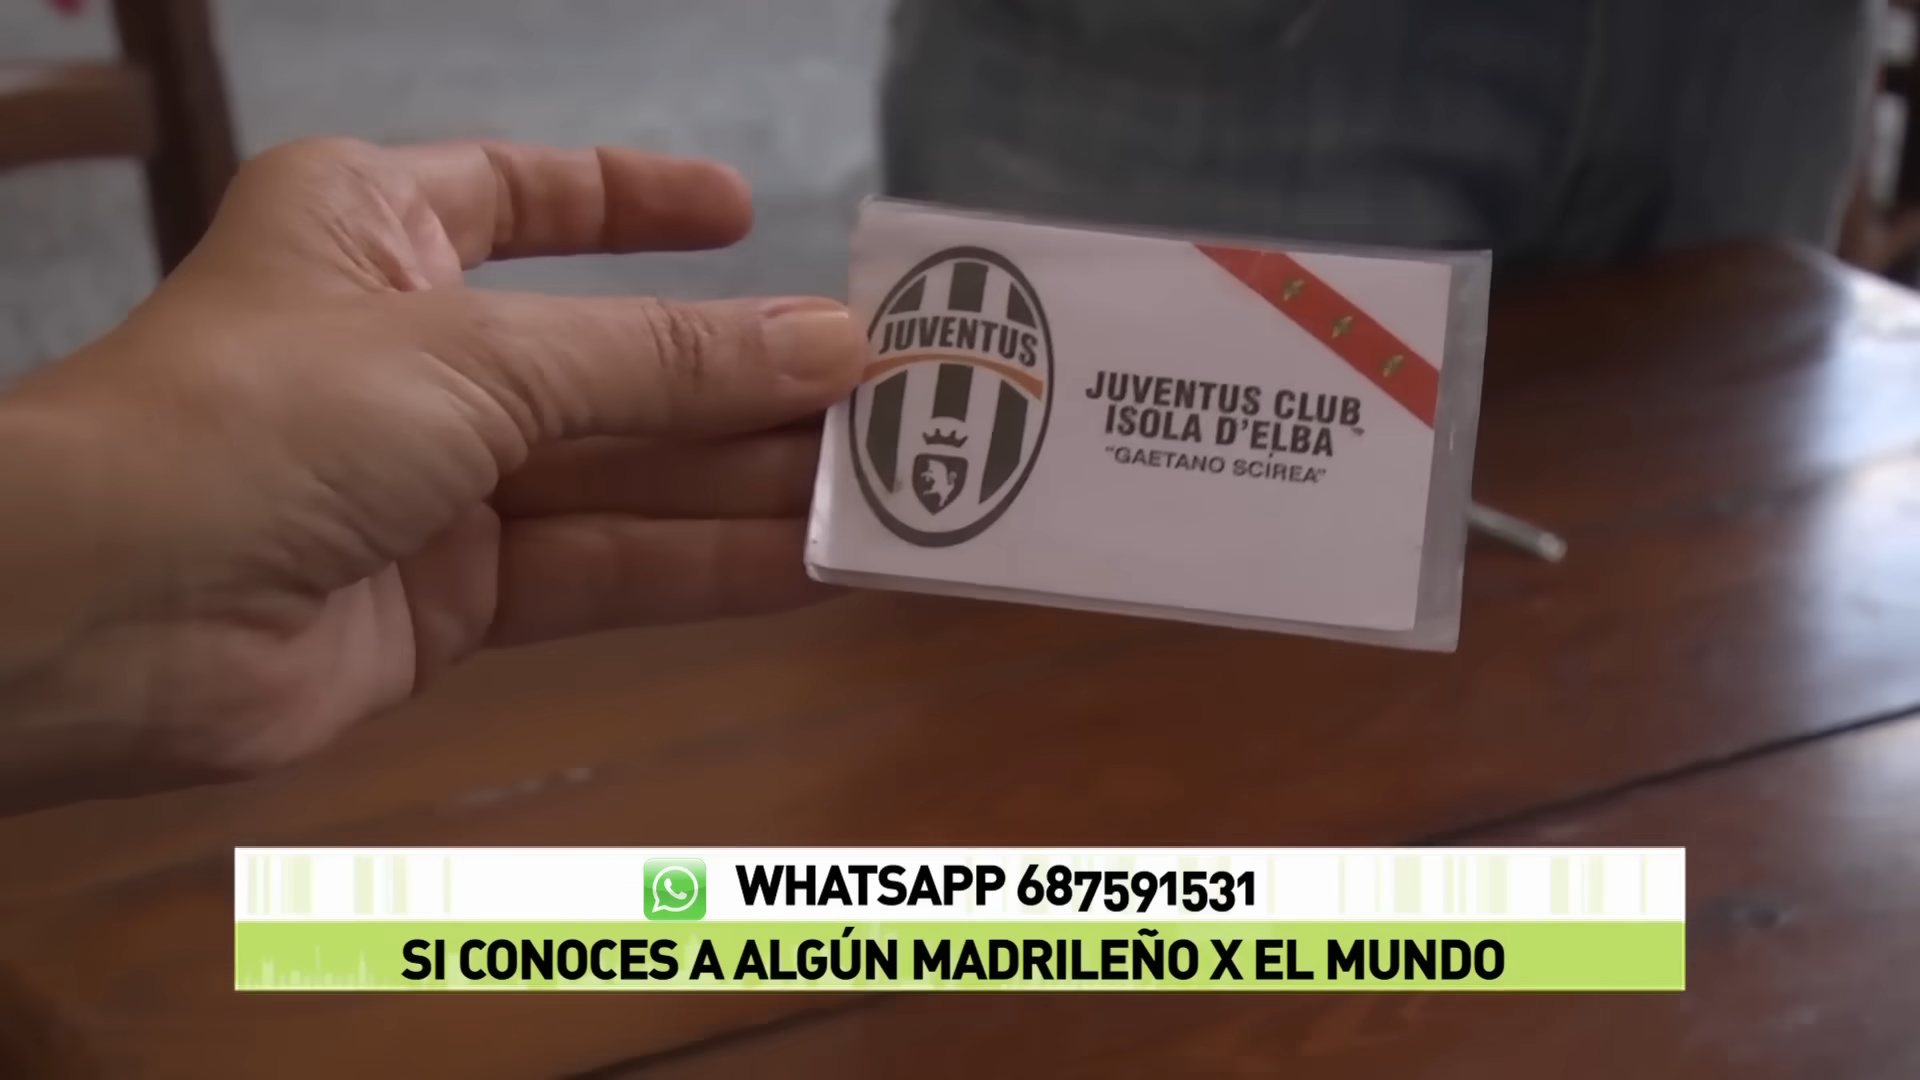 JUVENTUS
JUVENTUS CLUB
ISOLA D'ELBA
"GAETANO SCIREA"
WHATSAPP 687591531
SI CONOCES A ALGÚN MADRILEÑO X EL MUNDO